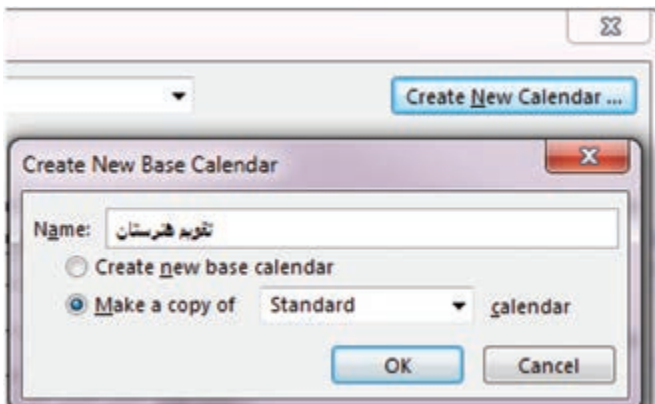 Create New Calendar ...
Create New Base Calendar
Name: تقویم هنرستان
Create new base calendar
Make a copy of Standard calendar
OK Cancel